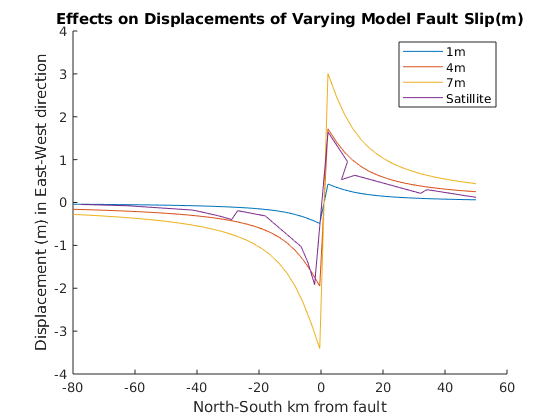 Effects on Displacements of Varying Model Fault Slip(m)
4
3
2
1
0
-1
-2
-3
-4
Displacement (m) in East-West direction
1m
4m
7m
Satillite
-80 -60 -40 -20 0 20 40 60
North-South km from fault